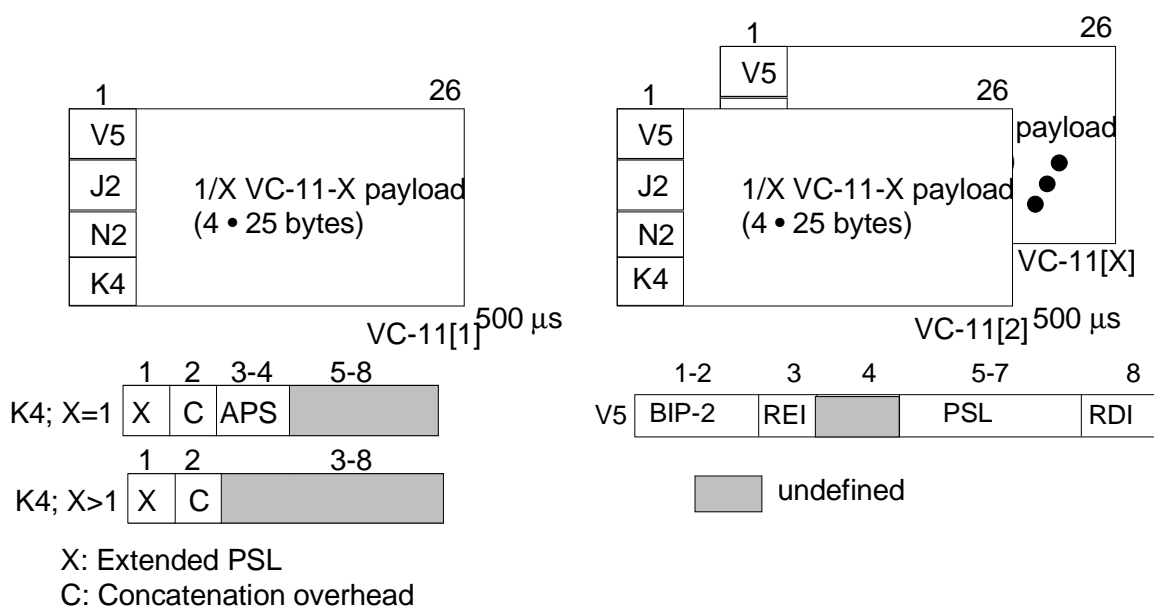 1 26
V5
J2
N2
K4
1/X VC-11-X payload
(4 • 25 bytes)
VC-11[1]
500 μs
1 26
V5
payload
VC-11[X]
1 26
V5
J2
N2
K4
1/X VC-11-X payload
(4 • 25 bytes)
VC-11[2]
500 μs
1 2 3-4 5-8
K4; X=1 X C APS
1 2 3-8
K4; X>1 X C
X: Extended PSL
C: Concatenation overhead
1-2 3 4 5-7 8
V5 BIP-2 REI PSL RDI
undefined